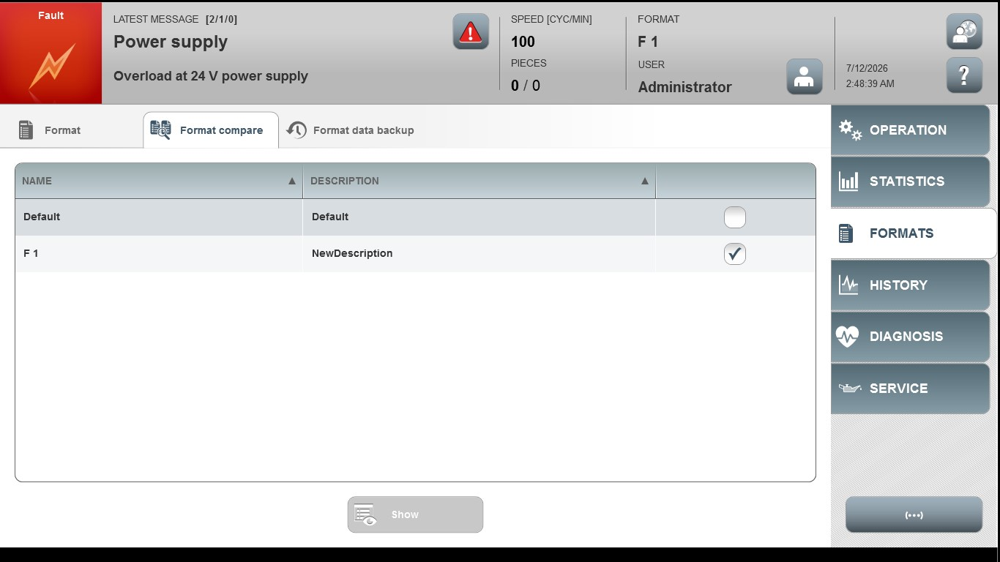 Fault
LATEST MESSAGE [2/1/0]
Power supply
Overload at 24 V power supply
SPEED [CYC/MIN]
100
PIECES
0 / 0
FORMAT
F 1
USER
Administrator
7/12/2026
2:48:39 AM
?
Format
Format compare
Format data backup
NAME ▲ DESCRIPTION ▲
Default Default
F 1 NewDescription
Show
OPERATION
STATISTICS
FORMATS
HISTORY
DIAGNOSIS
SERVICE
(•••)